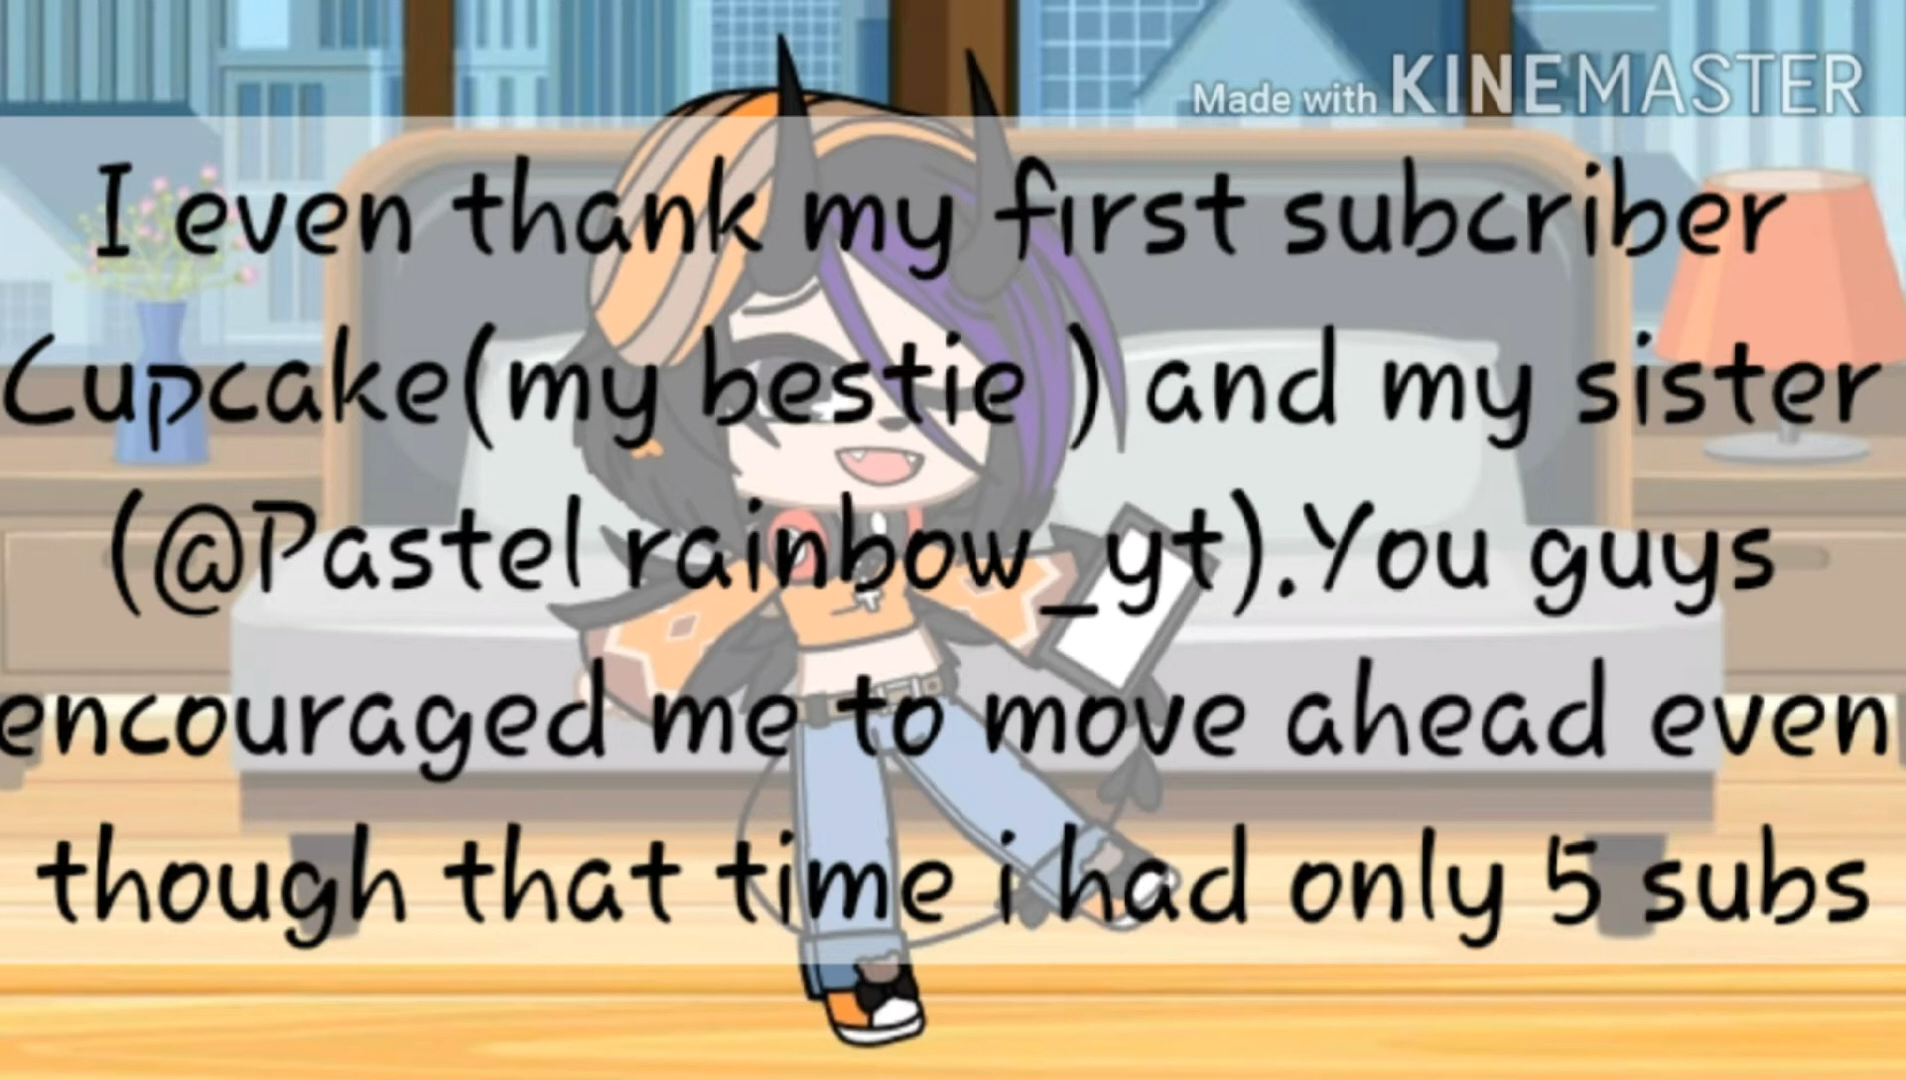 Made with KINEMASTER
I even thank my first subcriber
Cupcake(my bestie ) and my sister
(@Pastel rainbow_yt).You guys
encouraged me to move ahead even
though that time i had only 5 subs